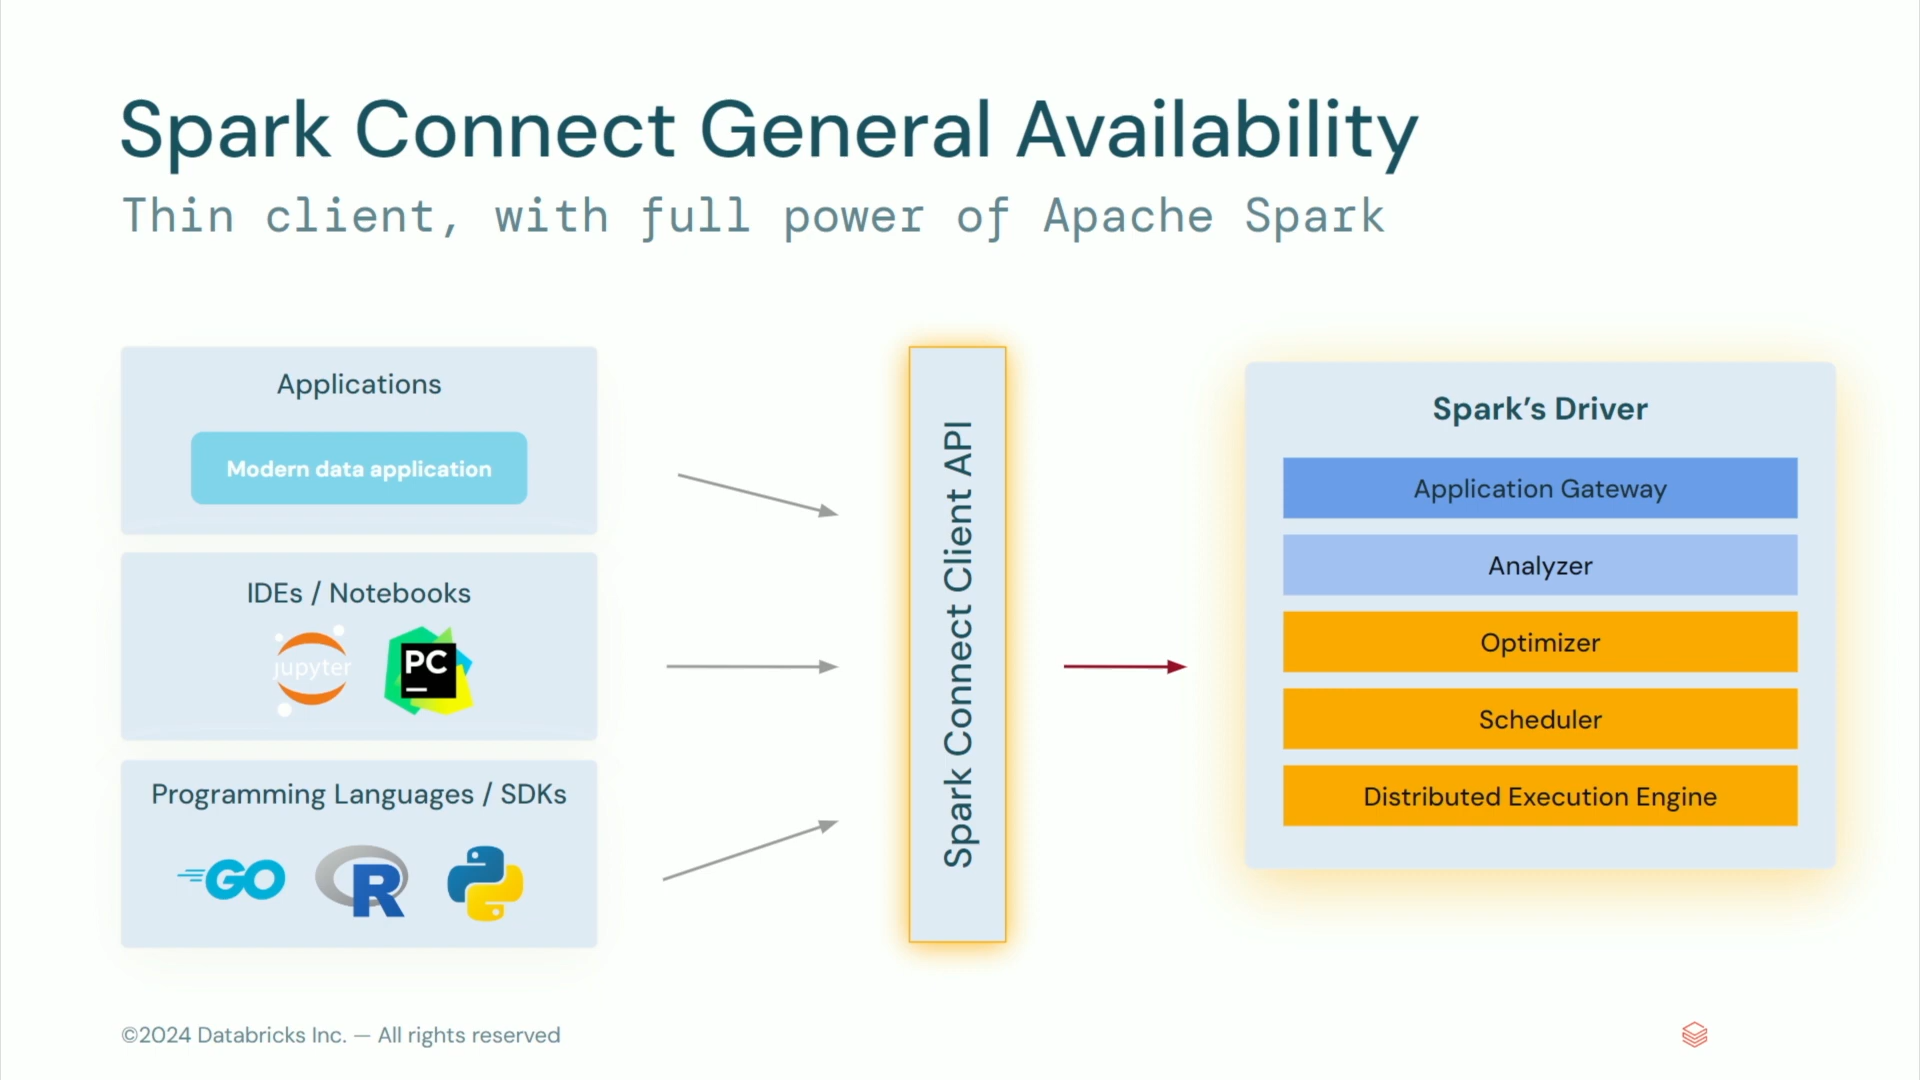 Spark Connect General Availability
Thin client, with full power of Apache Spark
Applications
Modern data application
IDEs / Notebooks
jupyter
PC
Programming Languages / SDKs
GO
R
Spark Connect Client API
Spark’s Driver
Application Gateway
Analyzer
Optimizer
Scheduler
Distributed Execution Engine
©2024 Databricks Inc. — All rights reserved